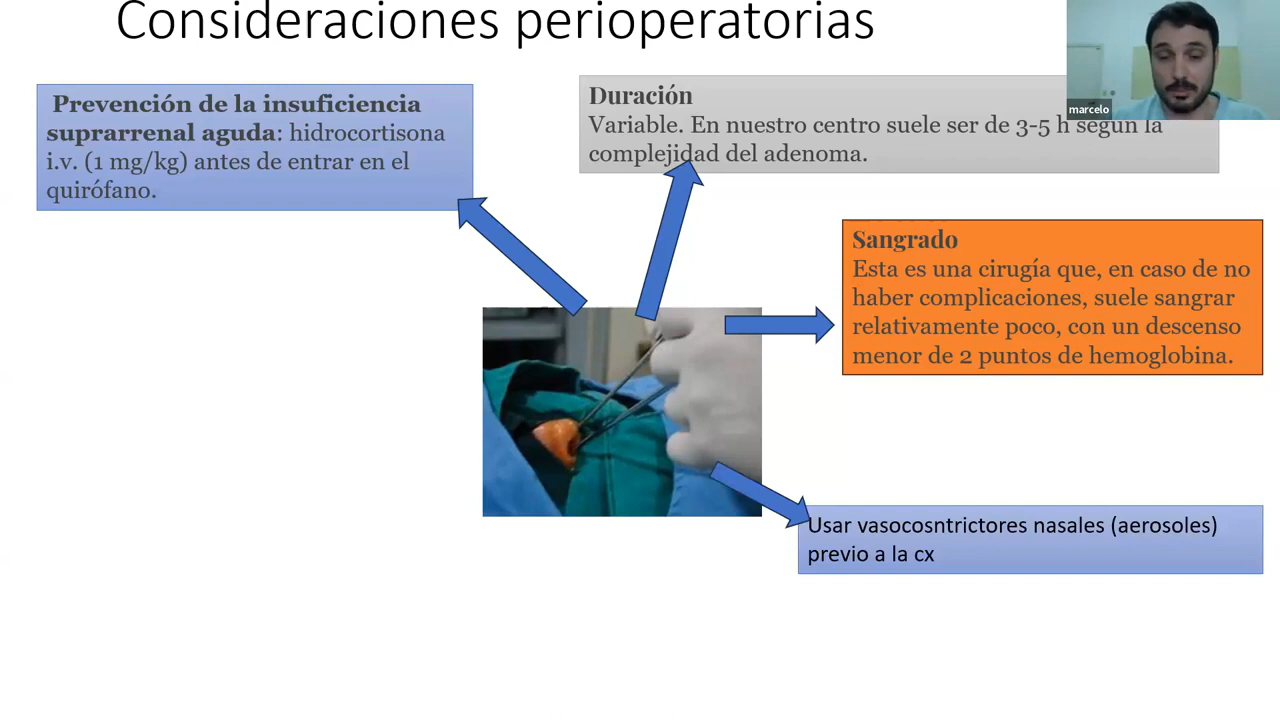 Consideraciones perioperatorias
Prevención de la insuficiencia
suprarrenal aguda: hidrocortisona
i.v. (1 mg/kg) antes de entrar en el
quirófano.
Duración
Variable. En nuestro centro suele ser de 3-5 h según la
complejidad del adenoma.
marcelo
Sangrado
Esta es una cirugía que, en caso de no
haber complicaciones, suele sangrar
relativamente poco, con un descenso
menor de 2 puntos de hemoglobina.
Usar vasocosntrictores nasales (aerosoles)
previo a la cx